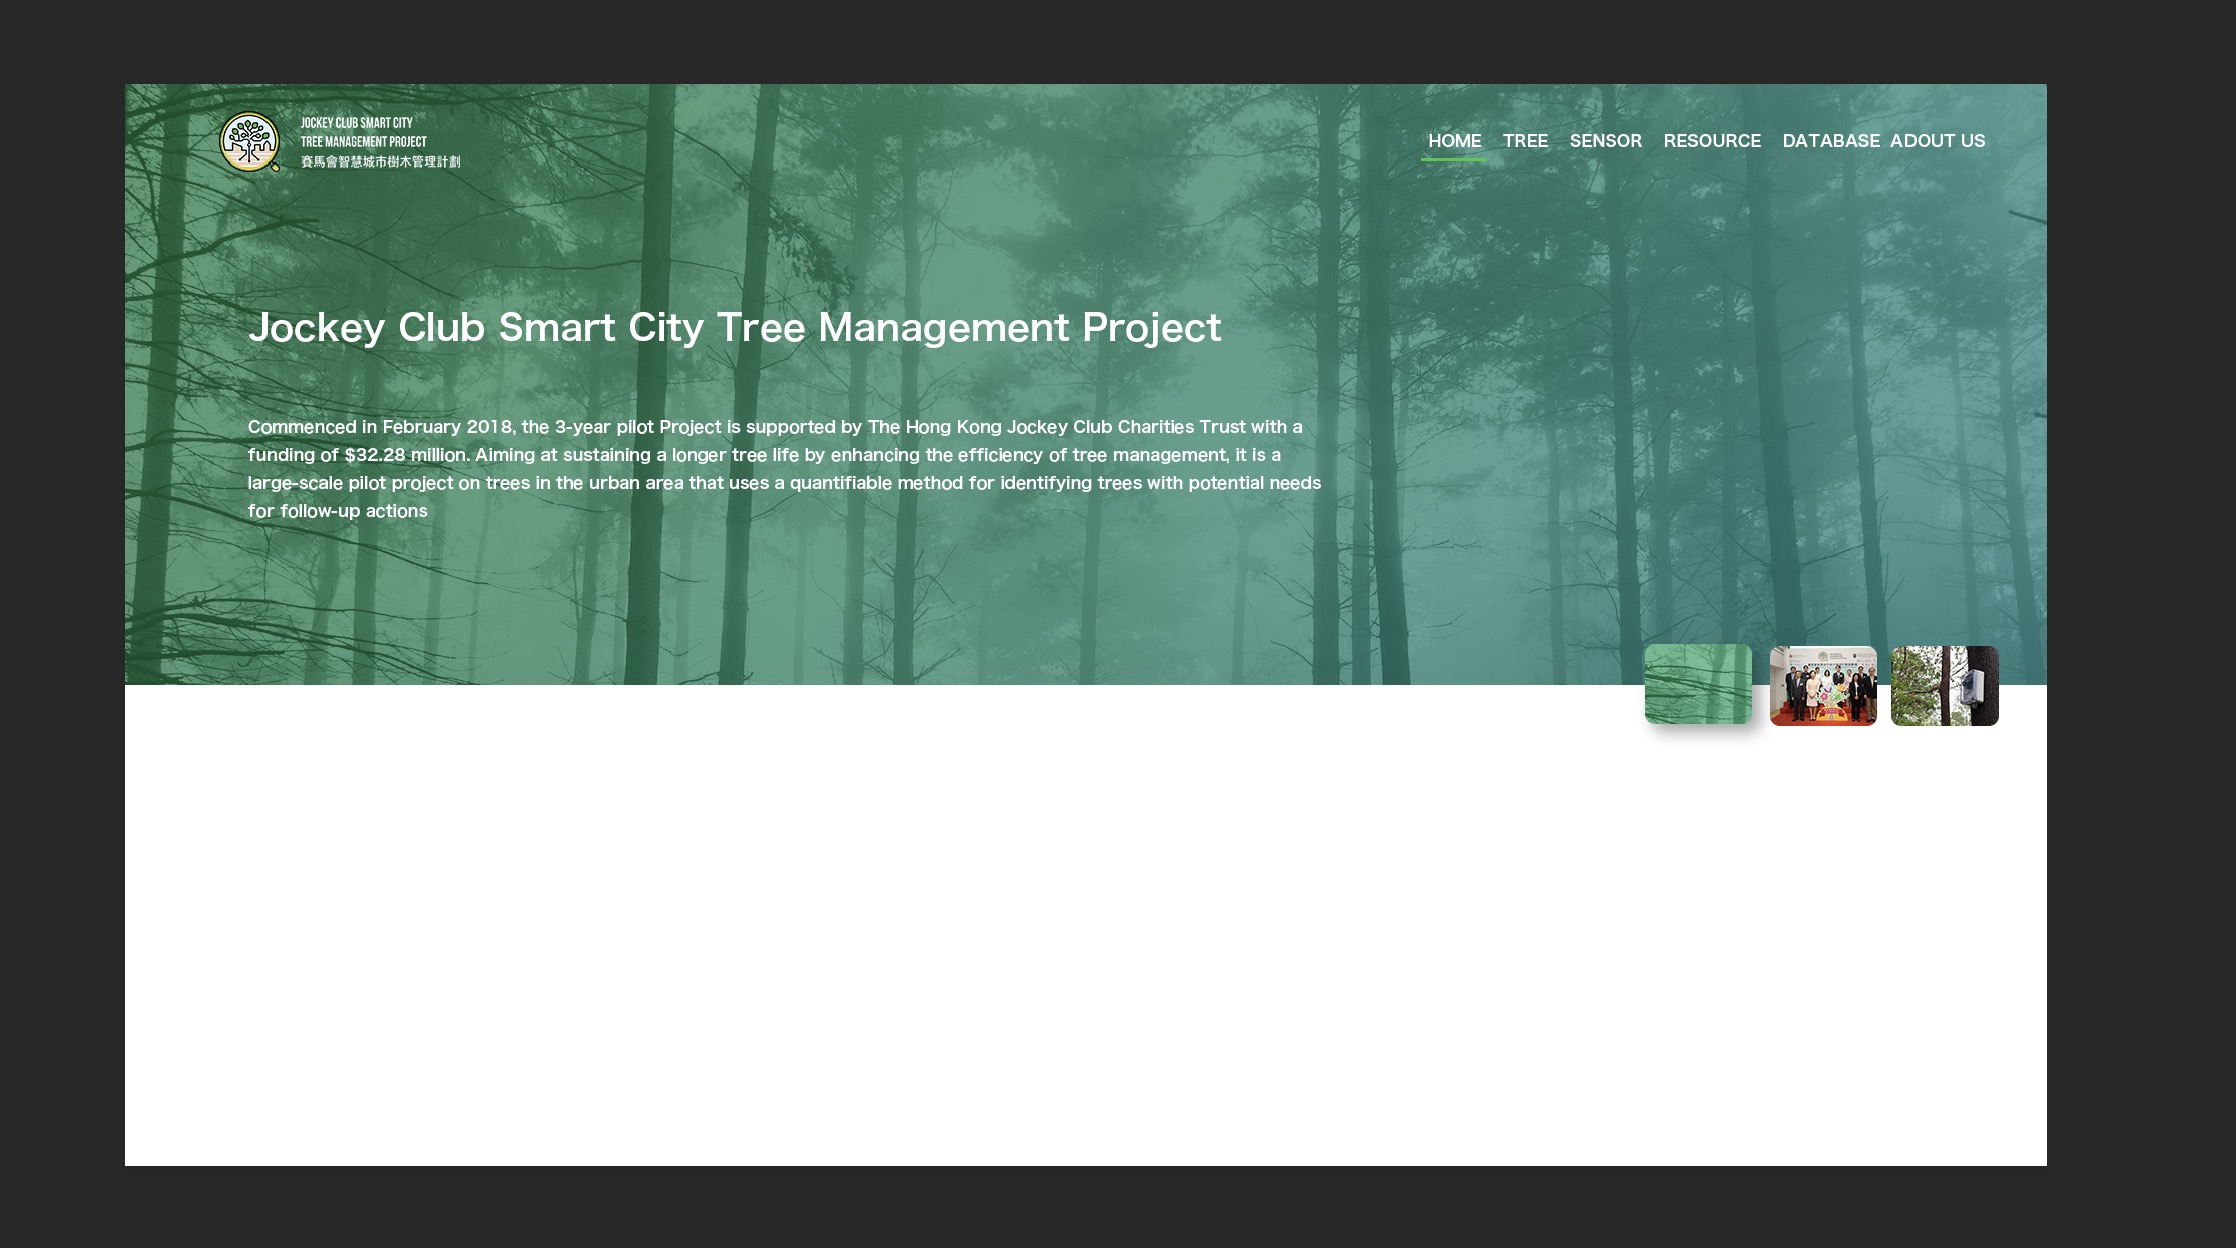 JOCKEY CLUB SMART CITY
TREE MANAGEMENT PROJECT
賽馬會智慧城市樹木管理計劃
HOME TREE SENSOR RESOURCE DATABASE ADOUT US
Jockey Club Smart City Tree Management Project
Commenced in February 2018, the 3-year pilot Project is supported by The Hong Kong Jockey Club Charities Trust with a
funding of $32.28 million. Aiming at sustaining a longer tree life by enhancing the efficiency of tree management, it is a
large-scale pilot project on trees in the urban area that uses a quantifiable method for identifying trees with potential needs
for follow-up actions